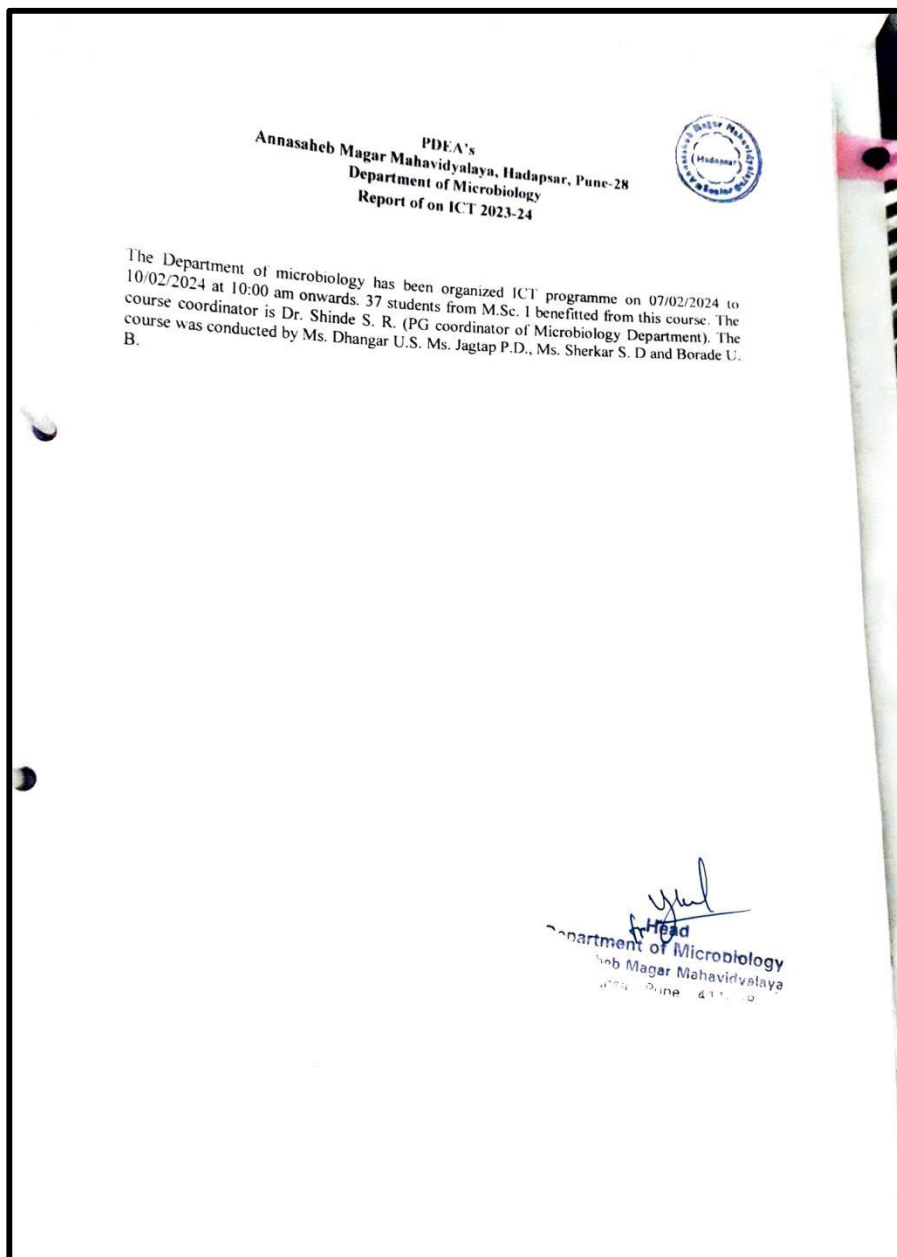 PDEA's
Annasaheb Magar Mahavidyalaya, Hadapsar, Pune-28
Department of Microbiology
Report of on ICT 2023-24
Annasaheb Magar Mahavidyalaya
Hadapsar
The Department of microbiology has been organized ICT programme on 07/02/2024 to
10/02/2024 at 10:00 am onwards. 37 students from M.Sc. I benefitted from this course. The
course coordinator is Dr. Shinde S. R. (PG coordinator of Microbiology Department). The
course was conducted by Ms. Dhangar U.S. Ms. Jagtap P.D., Ms. Sherkar S. D and Borade U.
B.
Head
Department of Microbiology
Magar Mahavidyalaya
Pune